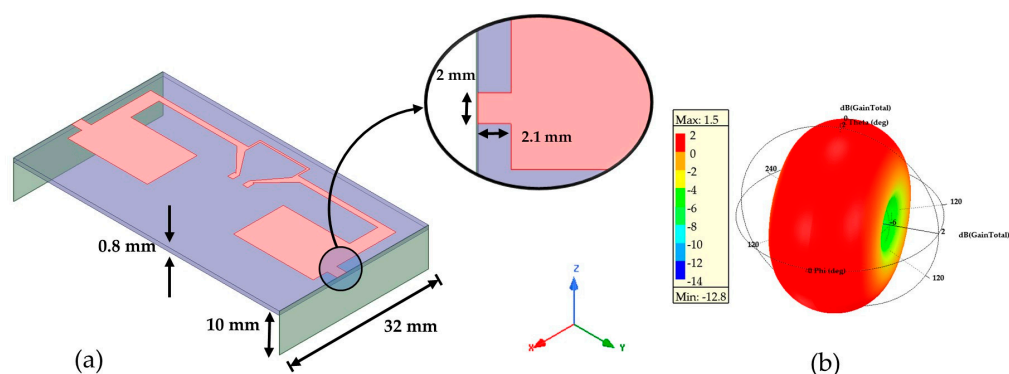 2 mm
2.1 mm
0.8 mm
10 mm
32 mm
(a)
Z
X
Y
Max: 1.5
2
0
-2
-4
-6
-8
-10
-12
-14
Min: -12.8
dB(GainTotal)
0
Theta (deg)
240
120
120
2
dB(GainTotal)
120
120
Phi (deg)
(b)